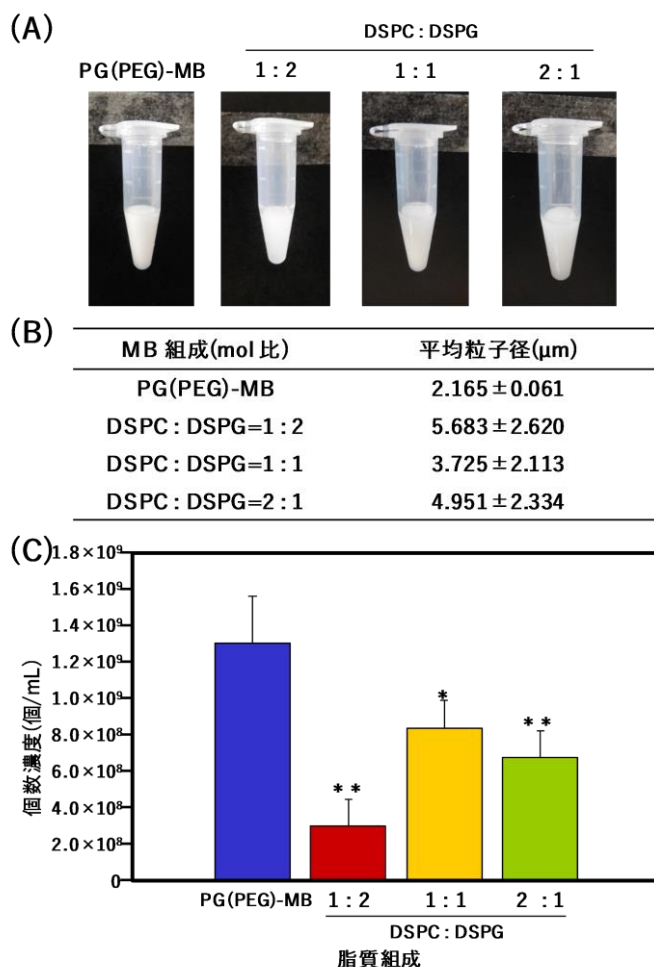 (A)
DSPC : DSPG
PG(PEG)-MB 1 : 2 1 : 1 2 : 1
(B)
MB 組成(mol 比) 平均粒子径(μm)
PG(PEG)-MB 2.165±0.061
DSPC : DSPG=1 : 2 5.683±2.620
DSPC : DSPG=1 : 1 3.725±2.113
DSPC : DSPG=2 : 1 4.951±2.334
(C)
1.8×10⁹
1.6×10⁹
1.4×10⁹
1.2×10⁹
1.0×10⁹
8.0×10⁸
6.0×10⁸
4.0×10⁸
2.0×10⁸
0
個数濃度(個/mL)
**
*
**
PG(PEG)-MB 1 : 2 1 : 1 2 : 1
DSPC : DSPG
脂質組成